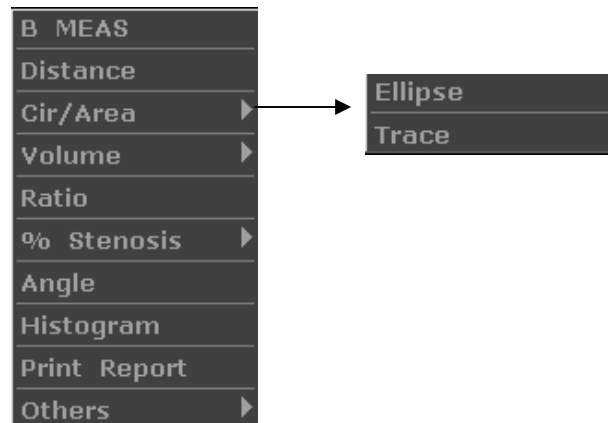 B MEAS
Distance
Cir/Area
Volume
Ratio
% Stenosis
Angle
Histogram
Print Report
Others
Ellipse
Trace